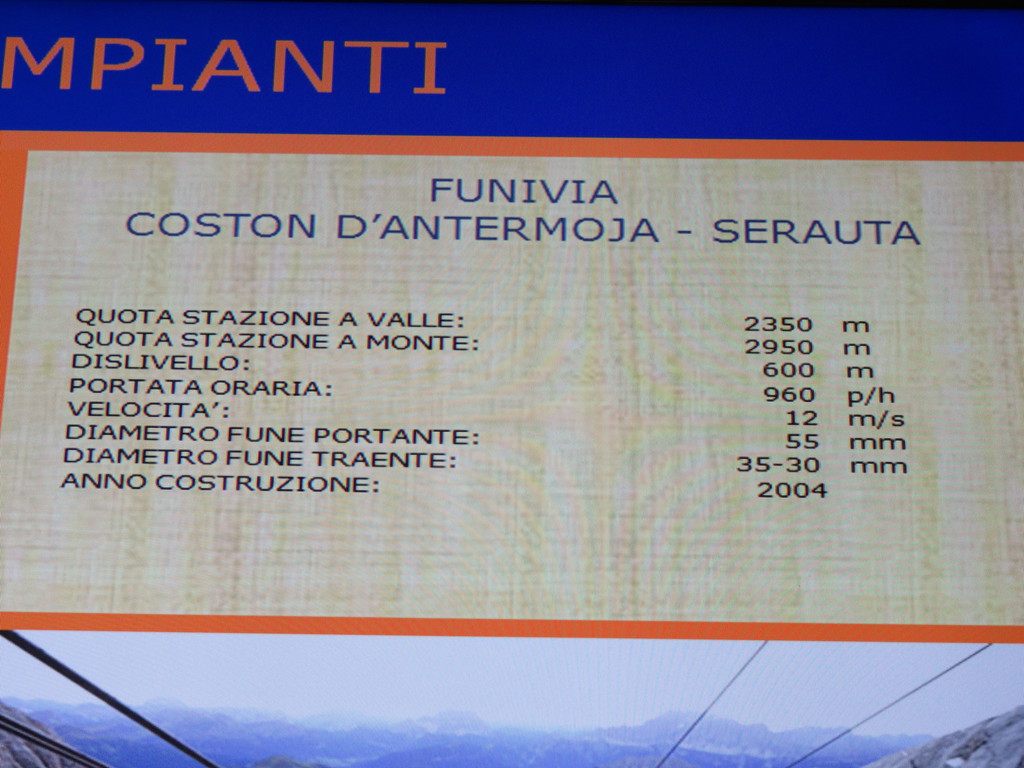 MPIANTI
FUNIVIA
COSTON D'ANTERMOJA - SERAUTA
QUOTA STAZIONE A VALLE: 2350 m
QUOTA STAZIONE A MONTE: 2950 m
DISLIVELLO: 600 m
PORTATA ORARIA: 960 p/h
VELOCITA': 12 m/s
DIAMETRO FUNE PORTANTE: 55 mm
DIAMETRO FUNE TRAENTE: 35-30 mm
ANNO COSTRUZIONE: 2004